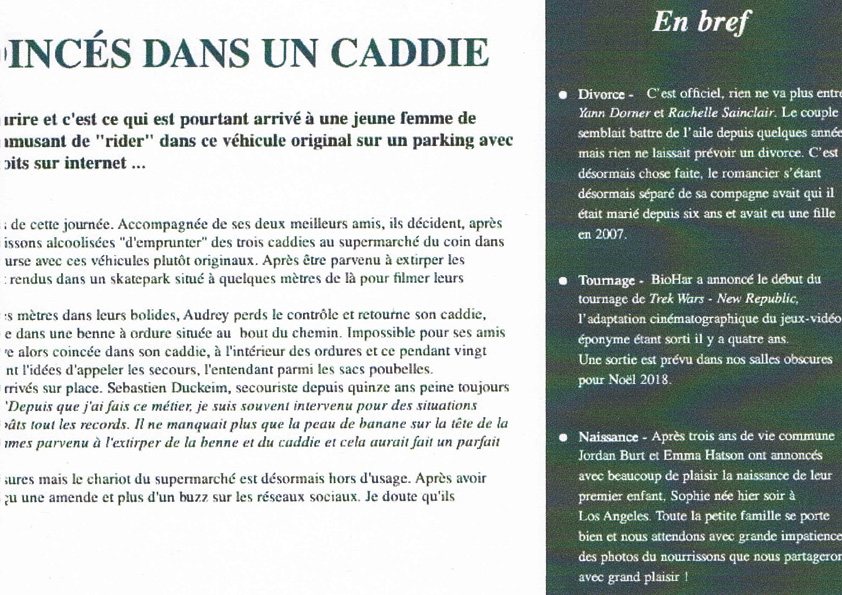 INCÉS DANS UN CADDIE
et c'est ce qui est pourtant arrivé à une jeune femme de
de "rider" dans ce véhicule original sur un parking avec
sur internet ...
de cette journée. Accompagnée de ses deux meilleurs amis, ils décident, après
alcoolisées "d'emprunter" des trois caddies au supermarché du coin dans
avec ces véhicules plutôt originaux. Après être parvenu à extirper les
rendus dans un skatepark situé à quelques mètres de là pour filmer leurs
mètres dans leurs bolides, Audrey perds le contrôle et retourne son caddie,
dans une benne à ordure située au bout du chemin. Impossible pour ses amis
alors coincée dans son caddie, à l'intérieur des ordures et ce pendant vingt
l'idées d'appeler les secours, l'entendant parmi les sacs poubelles.
sur place. Sebastien Duckeim, secouriste depuis quinze ans peine toujours
'Depuis que j'ai fais ce métier, je suis souvent intervenu pour des situations
tout les records. Il ne manquait plus que la peau de banane sur la tête de la
parvenu à l'extirper de la benne et du caddie et cela aurait fait un parfait
mais le chariot du supermarché est désormais hors d'usage. Après avoir
une amende et plus d'un buzz sur les réseaux sociaux. Je doute qu'ils
En bref
• Divorce - C'est officiel, rien ne va plus entre
Yann Dorner et Rachelle Sainclair. Le couple
semblait battre de l'aile depuis quelques année
mais rien ne laissait prévoir un divorce. C'est
désormais chose faite, le romancier s'étant
désormais séparé de sa compagne avait qui il
était marié depuis six ans et avait eu une fille
en 2007.
• Tournage - BioHar a annoncé le début du
tournage de Trek Wars - New Republic,
l'adaptation cinématographique du jeux-vidéo
éponyme étant sorti il y a quatre ans.
Une sortie est prévu dans nos salles obscures
pour Noël 2018.
• Naissance - Après trois ans de vie commune
Jordan Burt et Emma Hatson ont annoncés
avec beaucoup de plaisir la naissance de leur
premier enfant, Sophie née hier soir à
Los Angeles. Toute la petite famille se porte
bien et nous attendons avec grande impatience
des photos du nourrissons que nous partageron
avec grand plaisir !